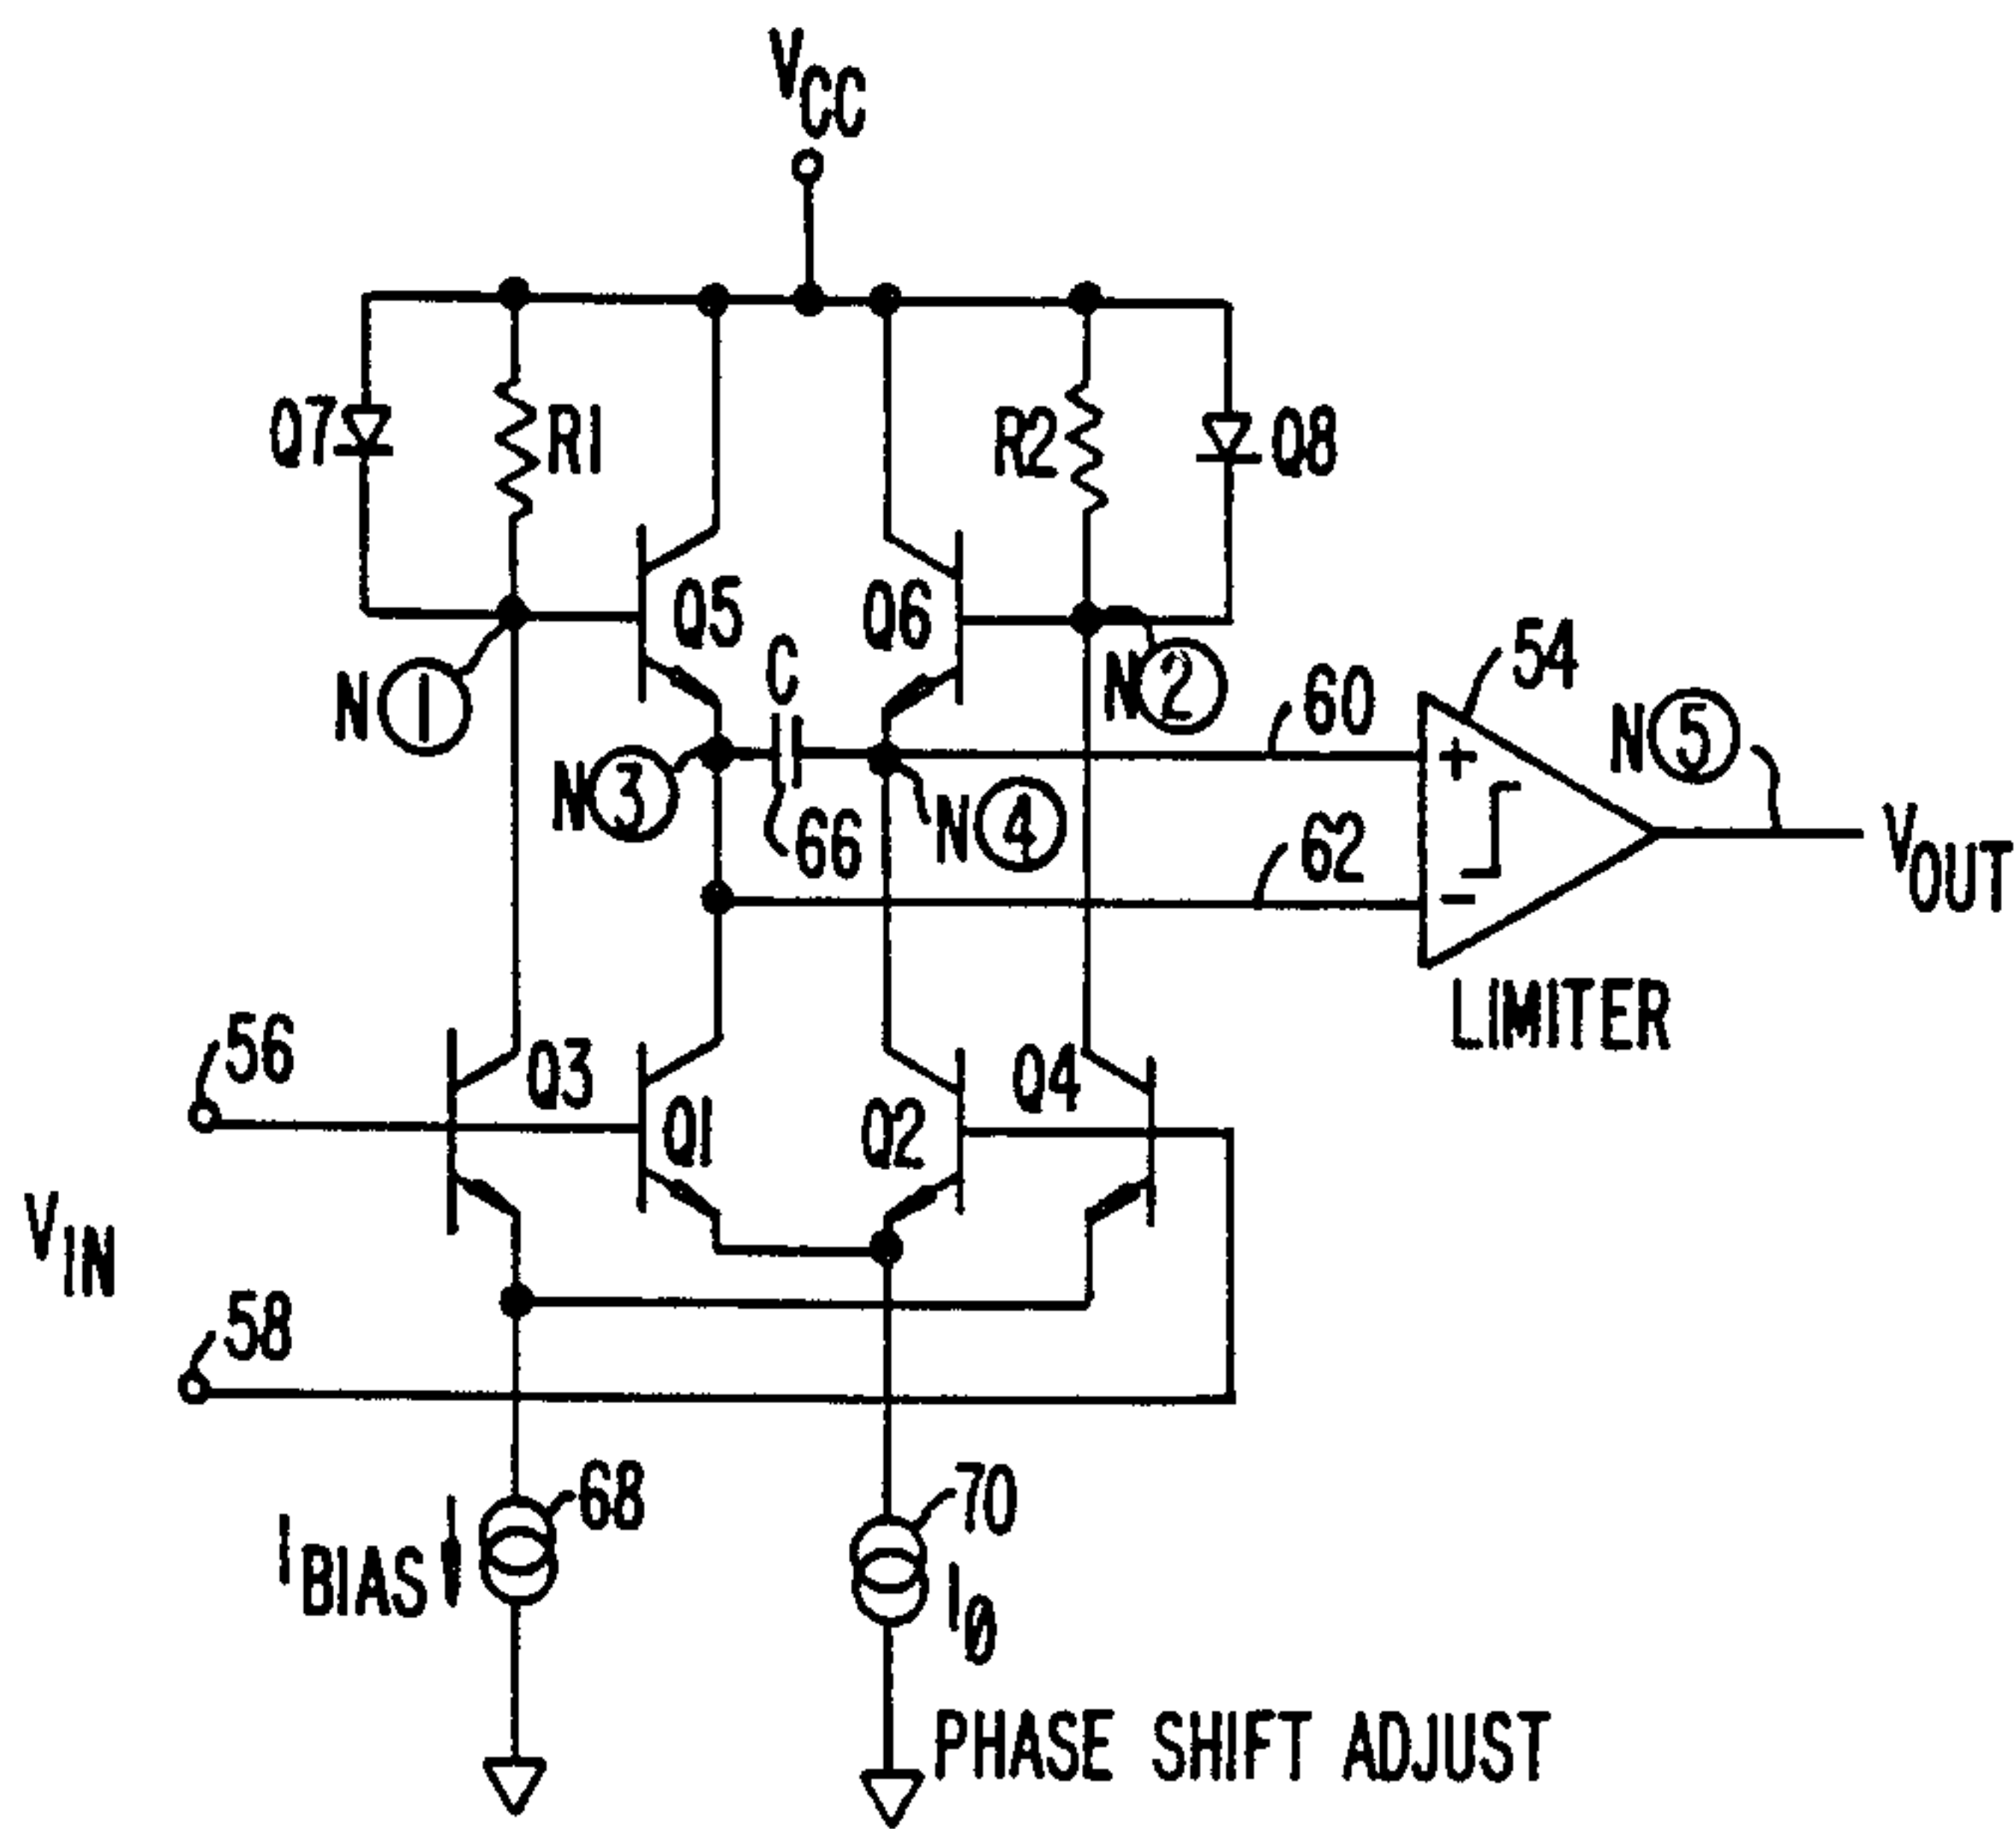 VCC
Q7
R1
R2
Q8
Q5
Q6
C
N①
N②
54
60
N③
66
N④
62
N⑤
+
−
VOUT
LIMITER
56
Q3
Q1
Q2
Q4
VIN
58
68
70
IBIAS
I0
PHASE SHIFT ADJUST